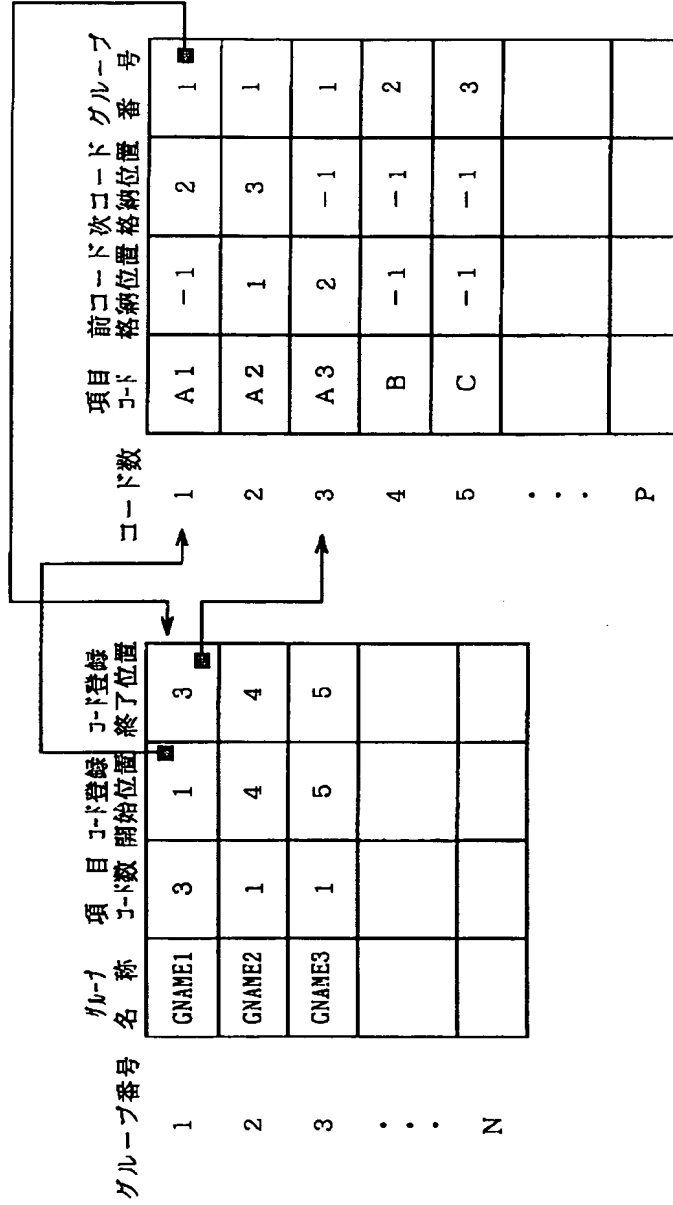 グループ番号 グループ名称 項目コード数 コード登録開始位置 コード登録終了位置
1 GNAME1 3 1 3
2 GNAME2 1 4 4
3 GNAME3 1 5 5
・・・
N
コード数 項目コード 前コード格納位置 次コード格納位置 グループ番号
1 A1 -1 2 1
2 A2 1 3 1
3 A3 2 -1 1
4 B -1 -1 2
5 C -1 -1 3
・・・
P